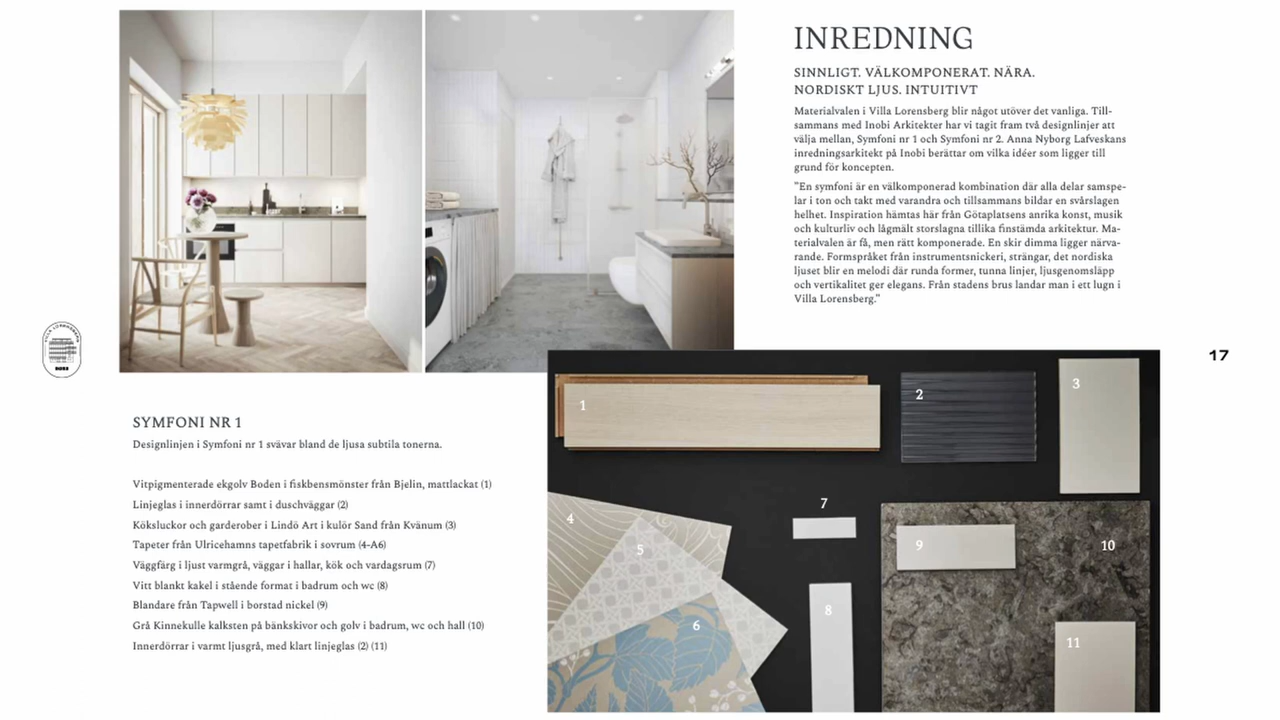 INREDNING
SINNLIGT. VÄLKOMPONERAT. NÄRA.
NORDISKT LJUS. INTUITIVT
Materialvalen i Villa Lorensberg blir något utöver det vanliga. Till-
sammans med Inobi Arkitekter har vi tagit fram två designlinjer att
välja mellan, Symfoni nr 1 och Symfoni nr 2. Anna Nyborg Lafveskans
inredningsarkitekt på Inobi berättar om vilka idéer som ligger till
grund för koncepten.
"En symfoni är en välkomponerad kombination där alla delar samspe-
lar i ton och takt med varandra och tillsammans bildar en svårslagen
helhet. Inspiration hämtas här från Götaplatsens anrika konst, musik
och kulturliv och lågmält storslagna tillika finstämda arkitektur. Ma-
terialvalen är få, men rätt komponerade. En skir dimma ligger närva-
rande. Formspråket från instrumentsnickeri, strängar, det nordiska
ljuset blir en melodi där runda former, tunna linjer, ljusgenomsläpp
och vertikalitet ger elegans. Från stadens brus landar man i ett lugn i
Villa Lorensberg."
VILLA LORENSBERG
17
SYMFONI NR 1
Designlinjen i Symfoni nr 1 svävar bland de ljusa subtila tonerna.
Vitpigmenterade ekgolv Boden i fiskbensmönster från Bjelin, mattlackat (1)
Linjeglas i innerdörrar samt i duschväggar (2)
Köksluckor och garderober i Lindö Art i kulör Sand från Kvänum (3)
Tapeter från Ulricehamns tapetfabrik i sovrum (4-A6)
Väggfärg i ljust varmgrå, väggar i hallar, kök och vardagsrum (7)
Vitt blankt kakel i stående format i badrum och wc (8)
Blandare från Tapwell i borstad nickel (9)
Grå Kinnekulle kalksten på bänkskivor och golv i badrum, wc och hall (10)
Innerdörrar i varmt ljusgrå, med klart linjeglas (2) (11)
1
2
3
4
5
6
7
8
9
10
11